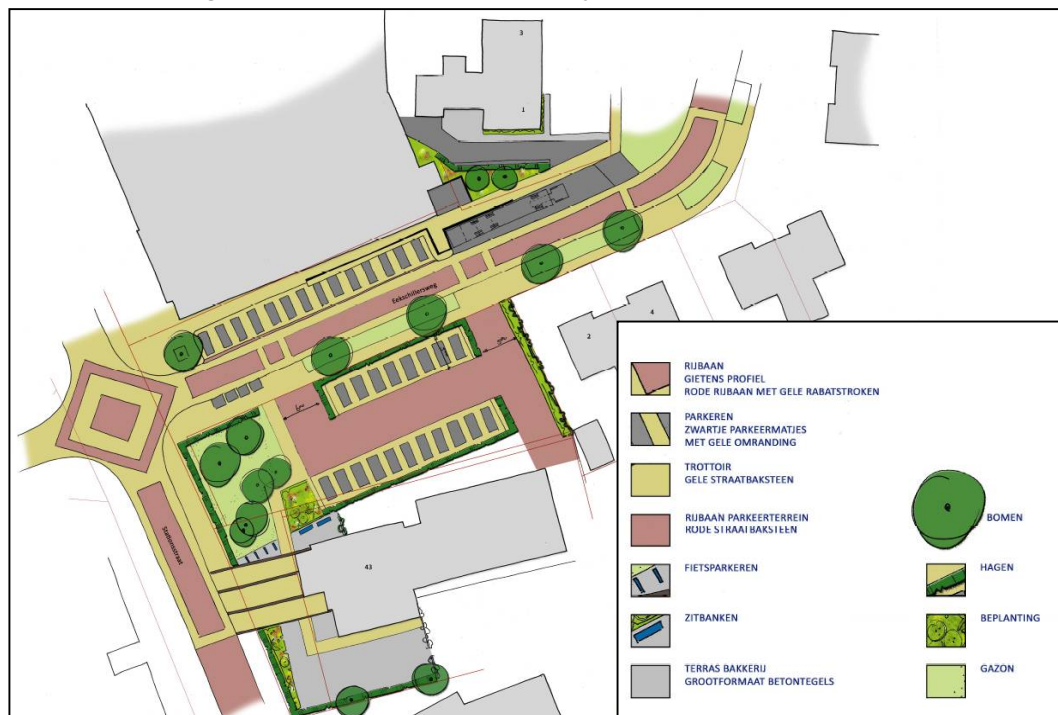 3
1
Eekschillersweg
2
4
43
Stationsstraat
RIJBAAN
GIETENS PROFIEL
RODE RIJBAAN MET GELE RABATSTROKEN
PARKEREN
ZWARTJE PARKEERMATJES
MET GELE OMRANDING
TROTTOIR
GELE STRAATBAKSTEEN
RIJBAAN PARKEERTERREIN
RODE STRAATBAKSTEEN
FIETSPARKEREN
ZITBANKEN
TERRAS BAKKERIJ
GROOTFORMAAT BETONTEGELS
BOMEN
HAGEN
BEPLANTING
GAZON